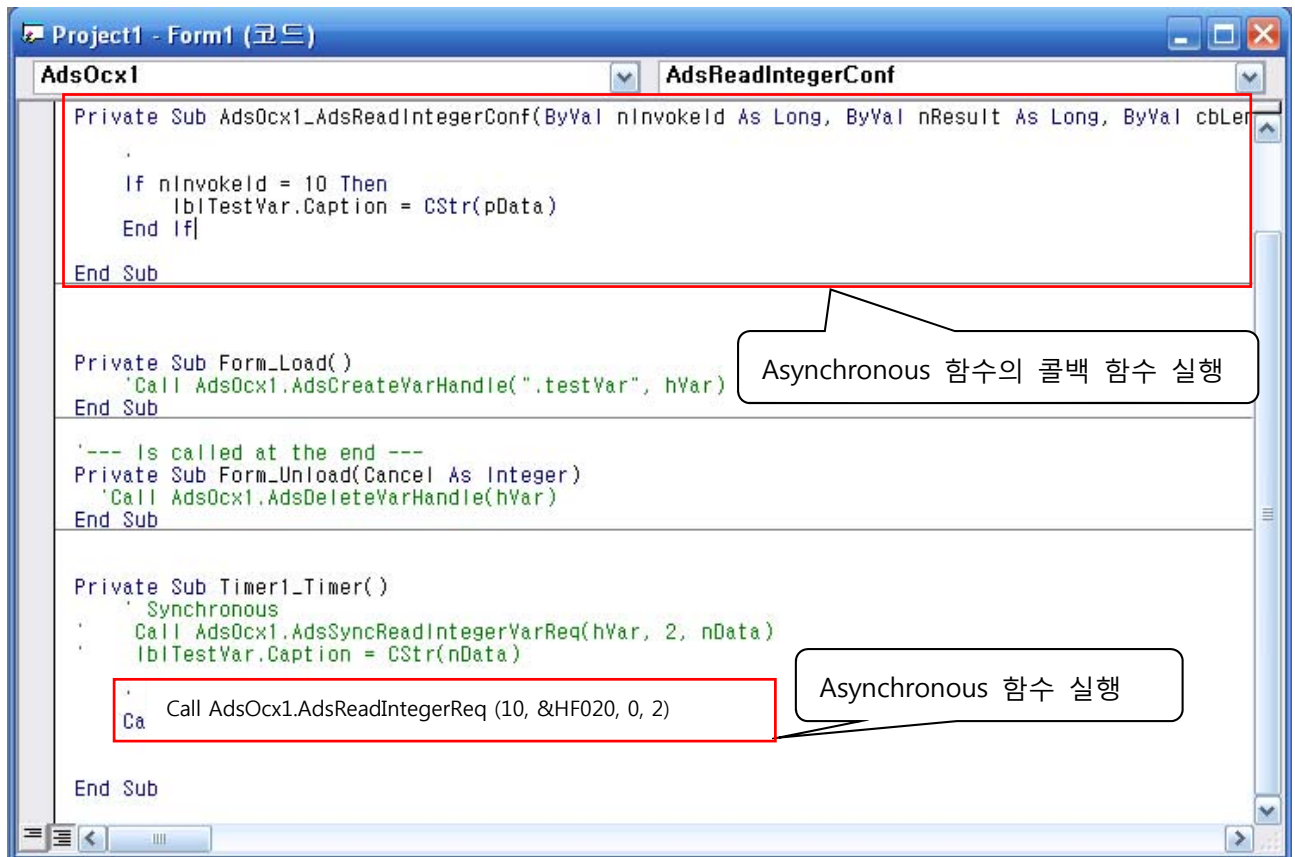 Project1 - Form1 (코드)
AdsOcx1 AdsReadIntegerConf
Private Sub AdsOcx1_AdsReadIntegerConf(ByVal nInvokeId As Long, ByVal nResult As Long, ByVal cbLen
'
If nInvokeId = 10 Then
lblTestVar.Caption = CStr(pData)
End If
End Sub
Asynchronous 함수의 콜백 함수 실행
Private Sub Form_Load()
'Call AdsOcx1.AdsCreateVarHandle(".testVar", hVar)
End Sub
'--- Is called at the end ---
Private Sub Form_Unload(Cancel As Integer)
'Call AdsOcx1.AdsDeleteVarHandle(hVar)
End Sub
Private Sub Timer1_Timer()
' Synchronous
' Call AdsOcx1.AdsSyncReadIntegerVarReq(hVar, 2, nData)
' lblTestVar.Caption = CStr(nData)
'
Ca Call AdsOcx1.AdsReadIntegerReq (10, &HF020, 0, 2)
Asynchronous 함수 실행
End Sub